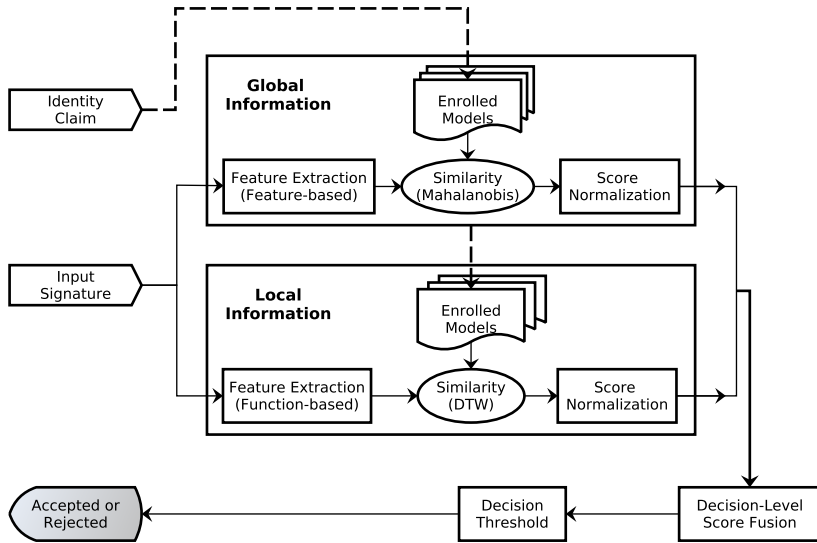 Identity
Claim
Global
Information
Enrolled
Models
Feature Extraction
(Feature-based)
Similarity
(Mahalanobis)
Score
Normalization
Input
Signature
Local
Information
Enrolled
Models
Feature Extraction
(Function-based)
Similarity
(DTW)
Score
Normalization
Accepted or
Rejected
Decision
Threshold
Decision-Level
Score Fusion